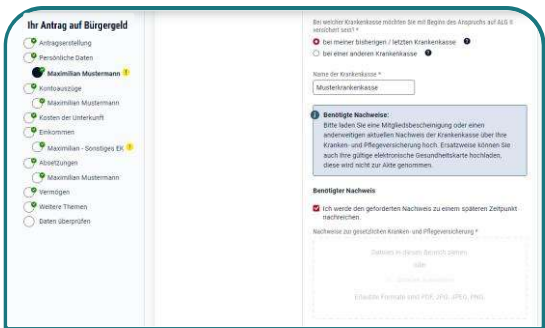 Ihr Antrag auf Bürgergeld
Antragserstellung
Persönliche Daten
Maximilian Mustermann
Kontoauszüge
Maximilian Mustermann
Kosten der Unterkunft
Einkommen
Maximilian - Sonstiges EK
Absetzungen
Maximilian Mustermann
Vermögen
Weitere Themen
Daten überprüfen
Bei welcher Krankenkasse möchten Sie mit Beginn des Anspruchs auf ALG II
versichert sein? *
bei meiner bisherigen / letzten Krankenkasse
bei einer anderen Krankenkasse
Name der Krankenkasse *
Musterkrankenkasse
Benötigte Nachweise:
Bitte laden Sie eine Mitgliedsbescheinigung oder einen
anderweitigen aktuellen Nachweis der Krankenkasse über Ihre
Kranken- und Pflegeversicherung hoch. Ersatzweise können Sie
auch Ihre gültige elektronische Gesundheitskarte hochladen,
diese wird nicht zur Akte genommen.
Benötigter Nachweis
Ich werde den geforderten Nachweis zu einem späteren Zeitpunkt
nachreichen.
Nachweise zur gesetzlichen Kranken- und Pflegeversicherung *
Dateien in diesen Bereich ziehen
oder
Erlaubte Formate sind PDF, JPG, JPEG, PNG